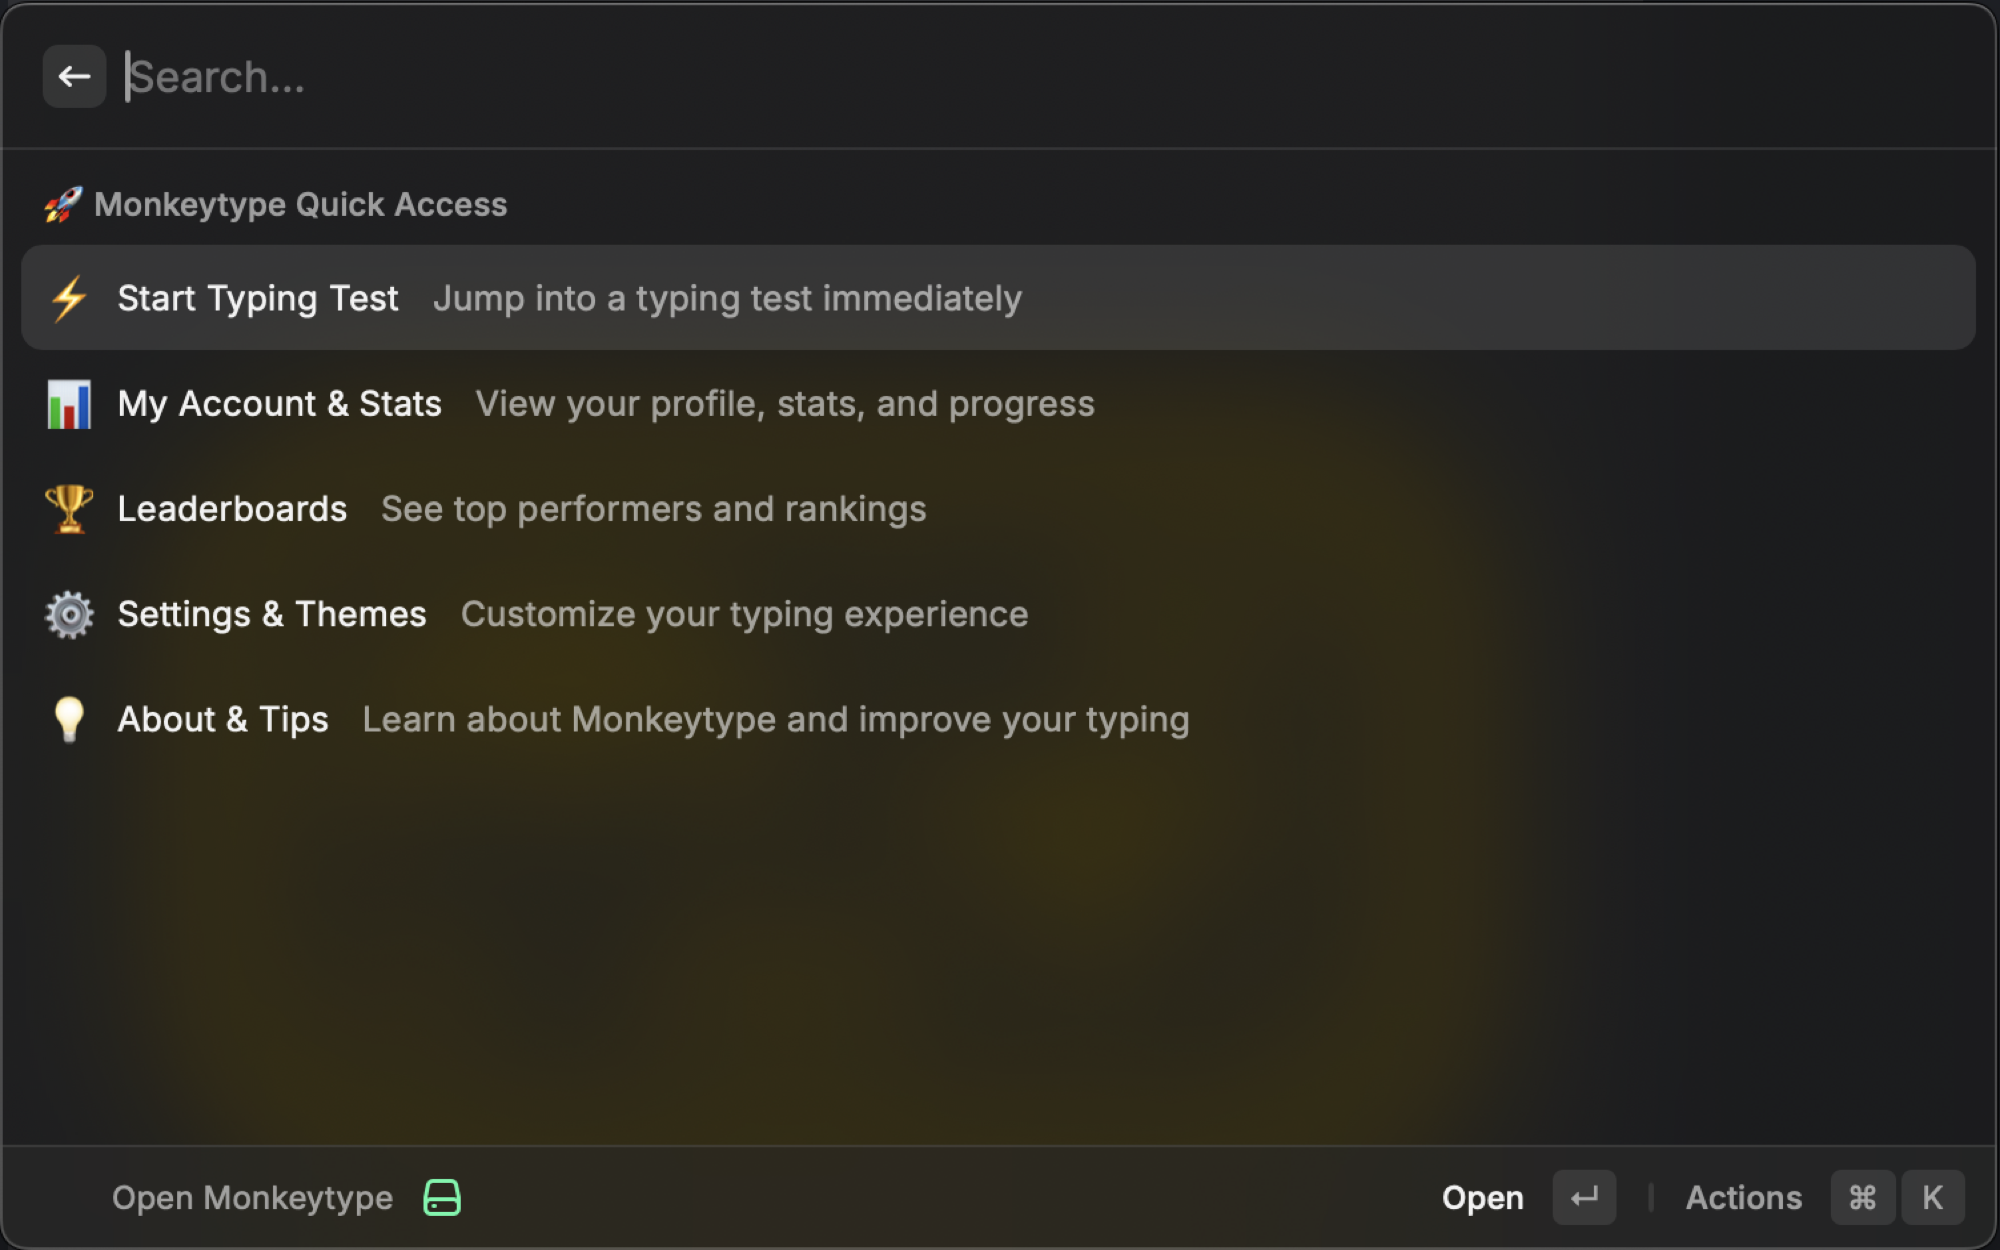 Search...
🚀 Monkeytype Quick Access
Start Typing Test Jump into a typing test immediately
My Account & Stats View your profile, stats, and progress
Leaderboards See top performers and rankings
Settings & Themes Customize your typing experience
About & Tips Learn about Monkeytype and improve your typing
Open Monkeytype Open ↵ Actions ⌘ K